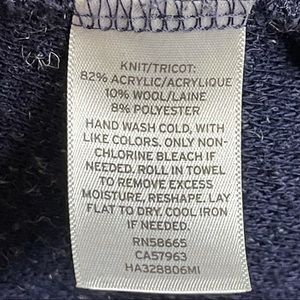 KNIT/TRICOT:
82% ACRYLIC/ACRYLIQUE
10% WOOL/LAINE
8% POLYESTER
HAND WASH COLD, WITH
LIKE COLORS. ONLY NON-
CHLORINE BLEACH IF
NEEDED. ROLL IN TOWEL
TO REMOVE EXCESS
MOISTURE, RESHAPE. LAY
FLAT TO DRY. COOL IRON
IF NEEDED.
RN58665
CA57963
HA328806MI